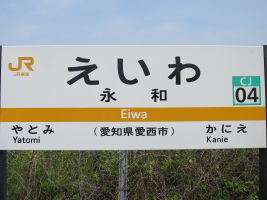 JR
JR東海
えいわ
CJ
04
永和
Eiwa
やとみ
(愛知県愛西市)
かにえ
Yatomi
Kanie